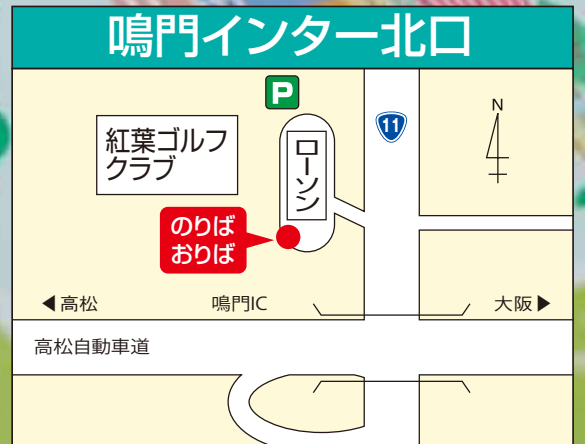 鳴門インター北口
P
11
N
紅葉ゴルフ
クラブ
ローソン
のりば
おりば
◀高松
鳴門IC
大阪▶
高松自動車道